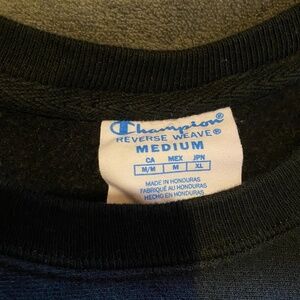 Champion®
REVERSE WEAVE®
MEDIUM
CA MEX JPN
M/M M XL
MADE IN HONDURAS
FABRIQUÉ AU HONDURAS
HECHO EN HONDURAS